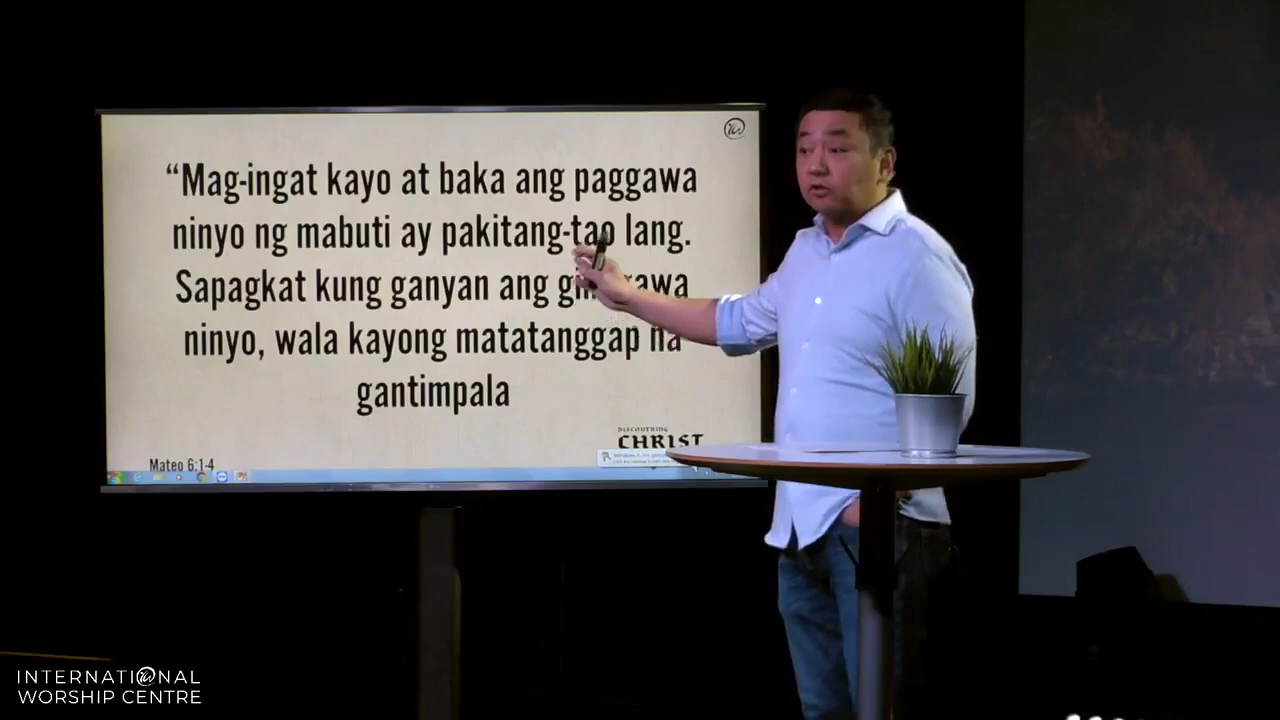 “Mag-ingat kayo at baka ang paggawa
ninyo ng mabuti ay pakitang-tao lang.
Sapagkat kung ganyan ang
ninyo, wala kayong matatanggap na
gantimpala
DISCOVERING
CHRIST
Mateo 6:1-4
INTERNATIONAL
WORSHIP CENTRE